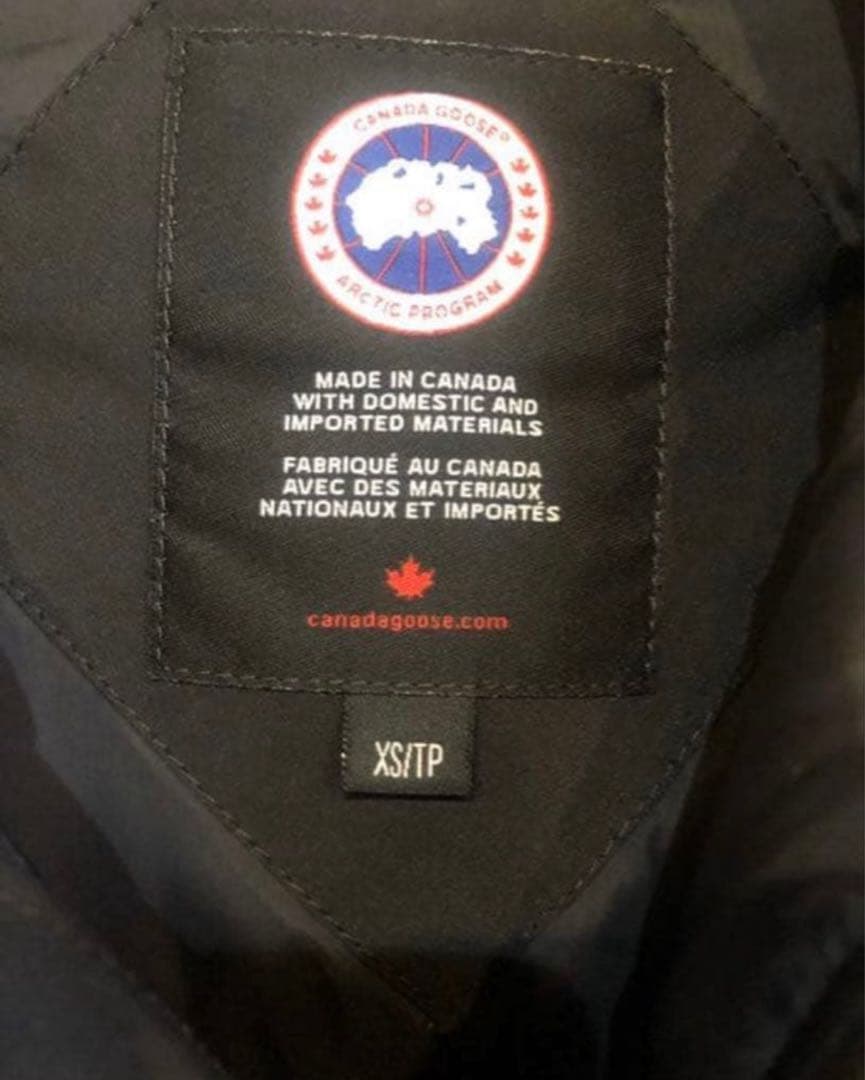 CANADA GOOSE®
ARCTIC PROGRAM
MADE IN CANADA
WITH DOMESTIC AND
IMPORTED MATERIALS
FABRIQUÉ AU CANADA
AVEC DES MATERIAUX
NATIONAUX ET IMPORTÉS
canadagoose.com
XS/TP